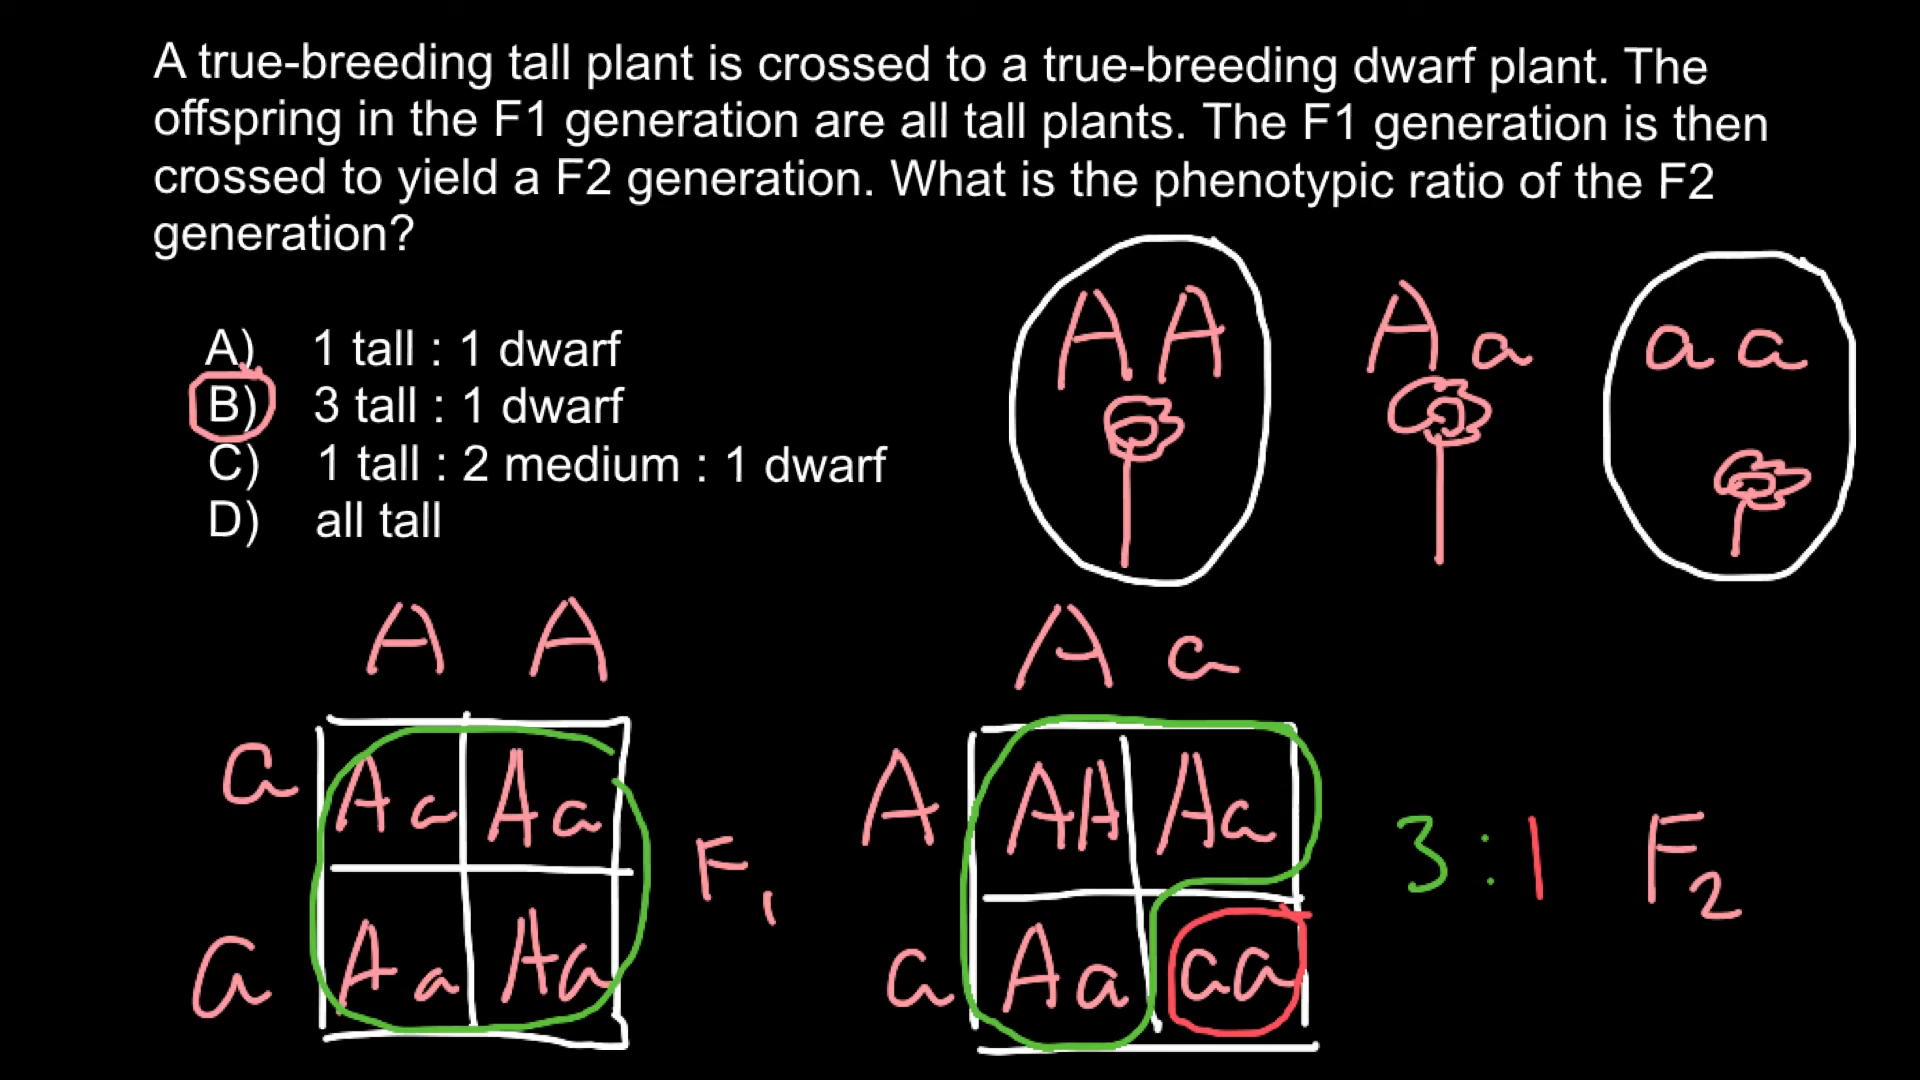 A true-breeding tall plant is crossed to a true-breeding dwarf plant. The
offspring in the F1 generation are all tall plants. The F1 generation is then
crossed to yield a F2 generation. What is the phenotypic ratio of the F2
generation?
A) 1 tall : 1 dwarf
B) 3 tall : 1 dwarf
C) 1 tall : 2 medium : 1 dwarf
D) all tall
AA
Aa
aa
A A
a Aa Aa
a Aa Aa
F1
A a
A AA Aa
a Aa aa
3:1 F2